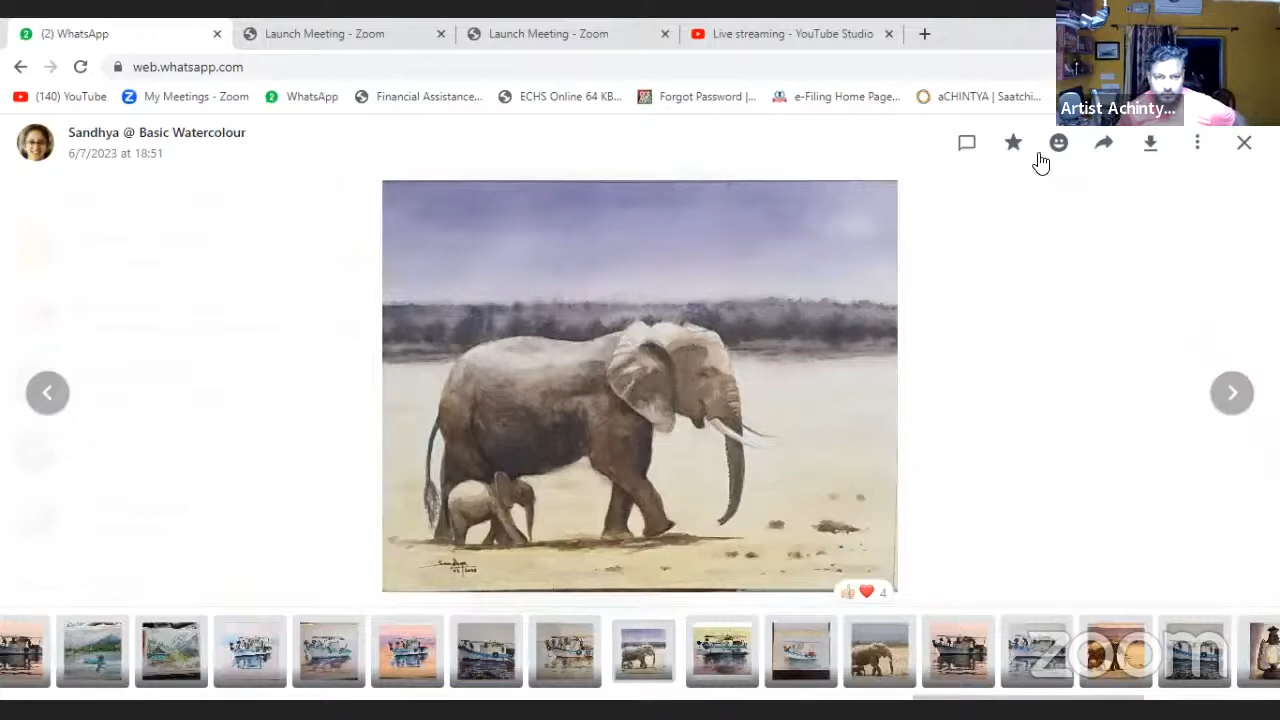 (2) WhatsApp
Launch Meeting - Zoom
Launch Meeting - Zoom
Live streaming - YouTube Studio
web.whatsapp.com
(140) YouTube
My Meetings - Zoom
WhatsApp
Financial Assistance...
ECHS Online 64 KB...
Forgot Password |...
e-Filing Home Page...
aCHINTYA | Saatchi...
Artist Achinty...
Sandhya @ Basic Watercolour
6/7/2023 at 18:51
Sandhya
4
zoom